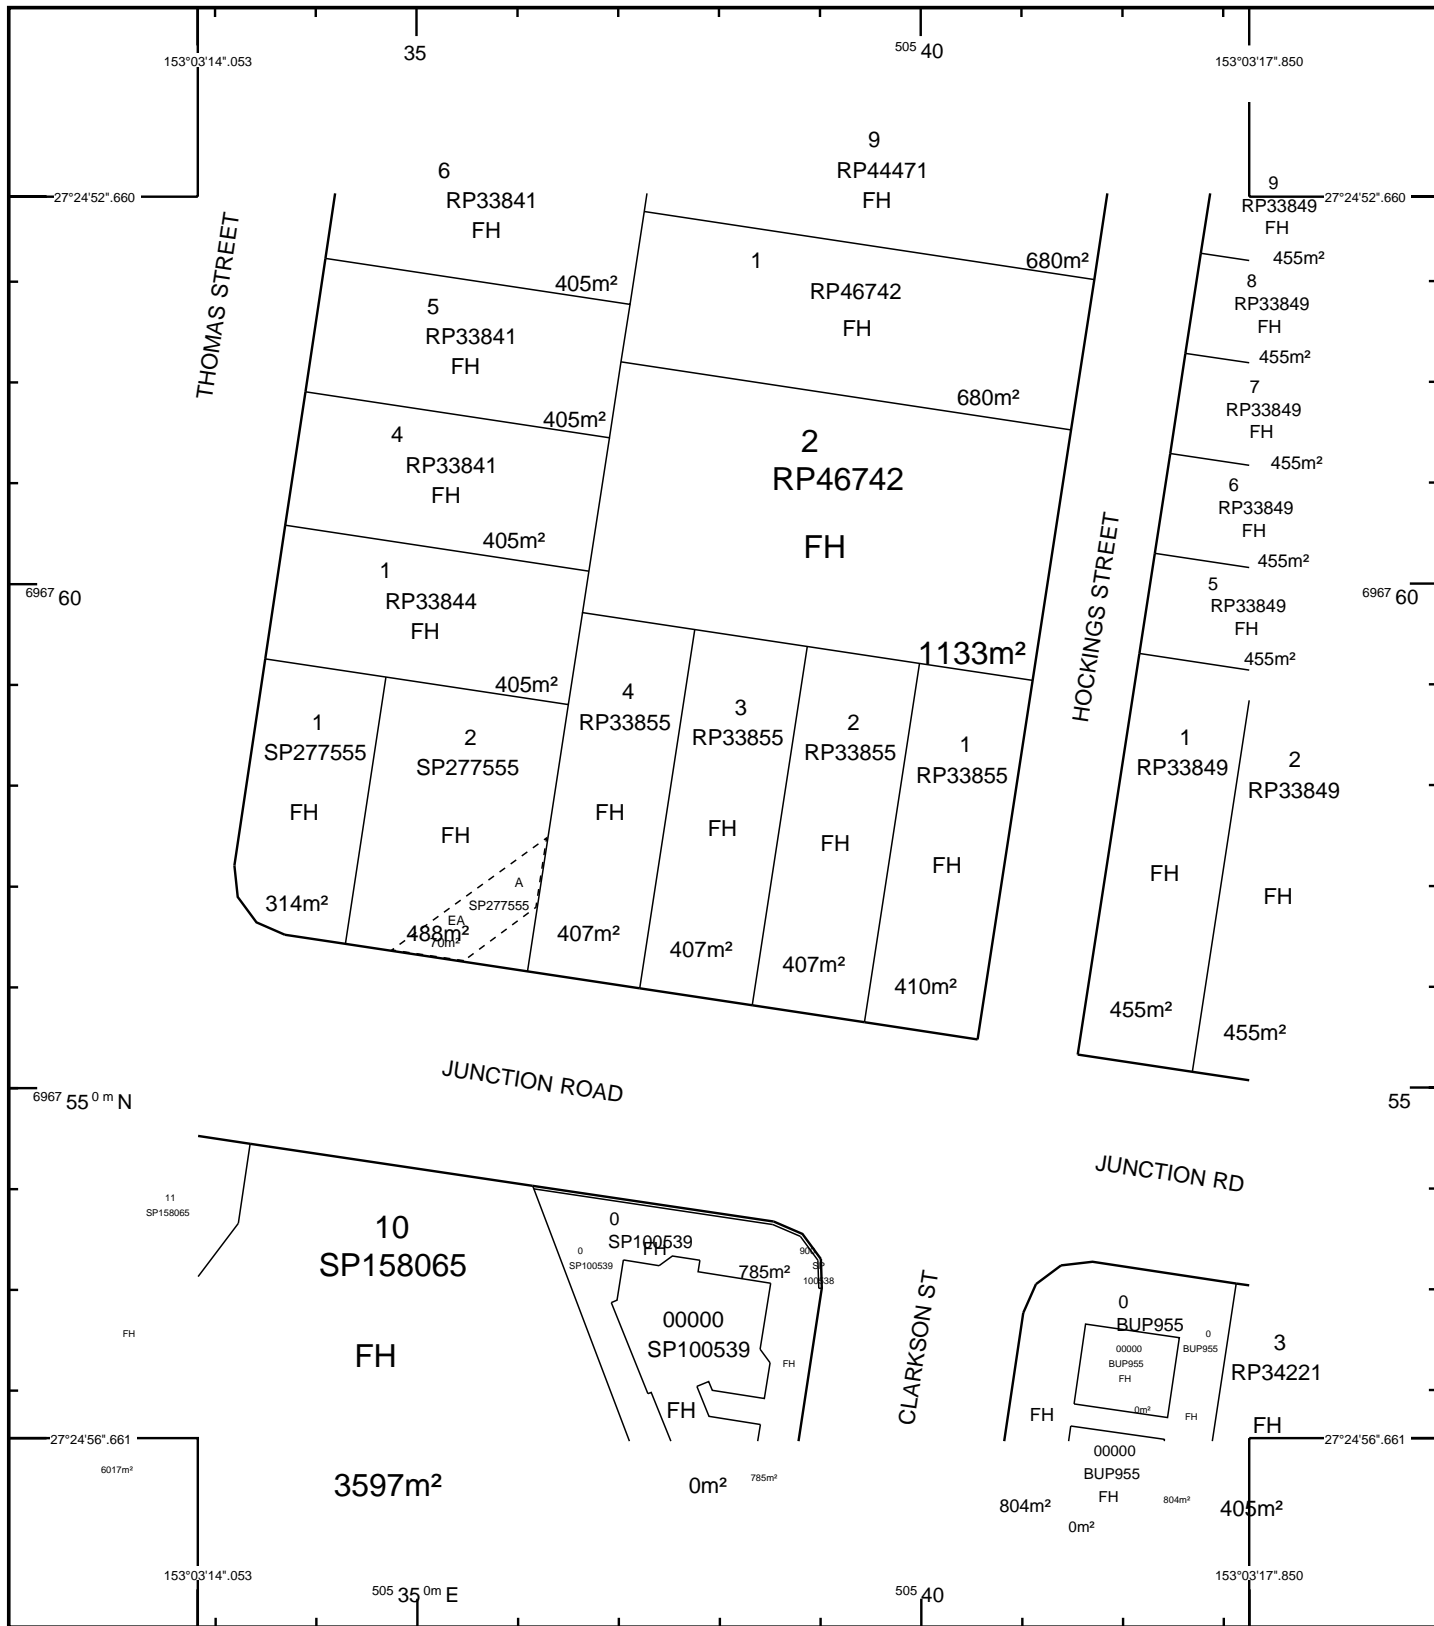 35
505 40
153°03'14".053
153°03'17".850
9
RP44471
FH
6
RP33841
FH
9
RP33849
FH
27°24'52".660
27°24'52".660
THOMAS STREET
680m²
455m²
1
RP46742
FH
405m²
8
RP33849
FH
5
RP33841
FH
455m²
680m²
7
RP33849
FH
405m²
4
RP33841
FH
2
RP46742
FH
455m²
6
RP33849
FH
405m²
HOCKINGS STREET
455m²
1
RP33844
FH
5
RP33849
FH
6967 60
6967 60
1133m²
455m²
405m²
1
SP277555
FH
314m²
2
SP277555
FH
488m²
A
SP277555
EA
70m²
4
RP33855
FH
407m²
3
RP33855
FH
407m²
2
RP33855
FH
407m²
1
RP33855
FH
410m²
1
RP33849
FH
455m²
2
RP33849
FH
455m²
JUNCTION ROAD
6967 55 0 m N
55
JUNCTION RD
11
SP158065
FH
6017m²
10
SP158065
FH
3597m²
0
SP100539
FH
785m²
0
SP100539
900
SP
100538
00000
SP100539
FH
0m²
FH
785m²
CLARKSON ST
0
BUP955
FH
804m²
00000
BUP955
FH
0m²
0
BUP955
FH
804m²
00000
BUP955
FH
0m²
3
RP34221
FH
405m²
27°24'56".661
27°24'56".661
153°03'14".053
153°03'17".850
505 35 0m E
505 40